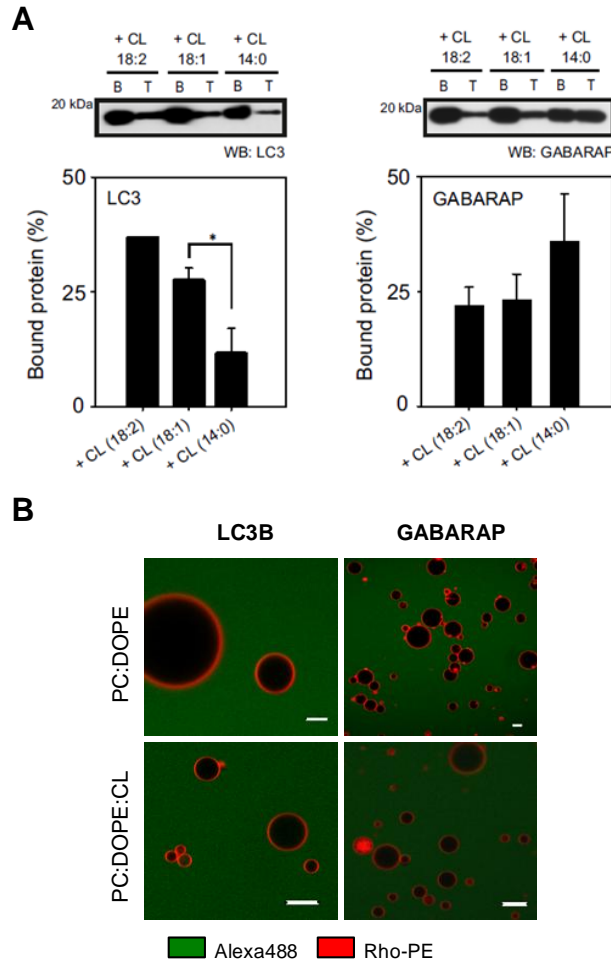 A
+ CL 18:2 + CL 18:1 + CL 14:0
B T B T B T
20 kDa
WB: LC3
50
LC3
*
25
0
Bound protein (%)
+ CL (18:2)
+ CL (18:1)
+ CL (14:0)
+ CL 18:2 + CL 18:1 + CL 14:0
B T B T B T
20 kDa
WB: GABARAP
50
GABARAP
25
0
Bound protein (%)
+ CL (18:2)
+ CL (18:1)
+ CL (14:0)
B
LC3B GABARAP
PC:DOPE
PC:DOPE:CL
Alexa488 Rho-PE